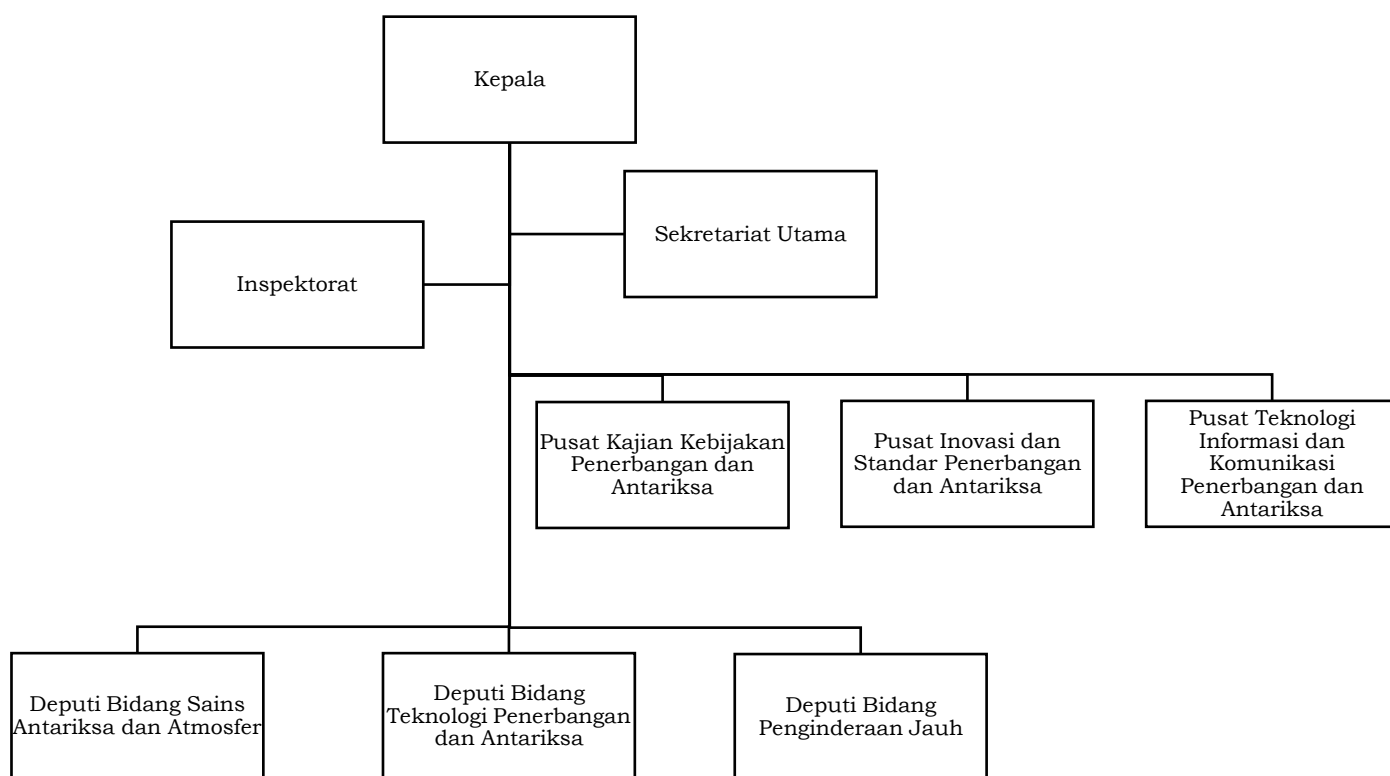 Kepala
Sekretariat Utama
Inspektorat
Pusat Kajian Kebijakan
Penerbangan dan
Antariksa
Pusat Inovasi dan
Standar Penerbangan
dan Antariksa
Pusat Teknologi
Informasi dan
Komunikasi
Penerbangan dan
Antariksa
Deputi Bidang Sains
Antariksa dan Atmosfer
Deputi Bidang
Teknologi Penerbangan
dan Antariksa
Deputi Bidang
Penginderaan Jauh